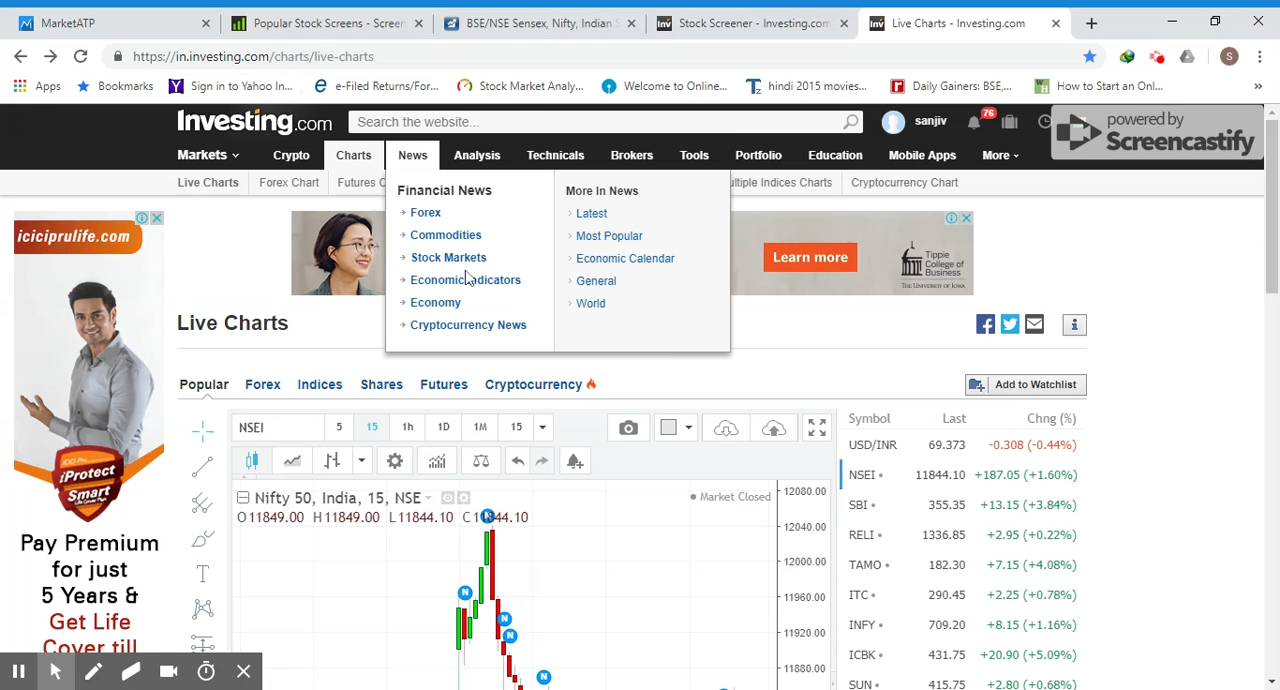 MarketATP
Popular Stock Screens - Screen
BSE/NSE Sensex, Nifty, Indian S
Stock Screener - Investing.com
Live Charts - Investing.com
https://in.investing.com/charts/live-charts
Apps
Bookmarks
Sign in to Yahoo In...
e-Filed Returns/For...
Stock Market Analy...
Welcome to Online...
hindi 2015 movies...
Daily Gainers: BSE,...
How to Start an Onl...
Investing.com
Search the website...
sanjiv
76
powered by
Screencastify
Markets
Crypto
Charts
News
Analysis
Technicals
Brokers
Tools
Portfolio
Education
Mobile Apps
More
Live Charts
Forex Chart
Futures C
ultiple Indices Charts
Cryptocurrency Chart
Financial News
Forex
Commodities
Stock Markets
Economic Indicators
Economy
Cryptocurrency News
More In News
Latest
Most Popular
Economic Calendar
General
World
iciciprulife.com
iProtect
Smart
Pay Premium
for just
5 Years &
Get Life
Cover till
Learn more
Tippie
College of
Business
THE UNIVERSITY OF IOWA
Live Charts
Popular
Forex
Indices
Shares
Futures
Cryptocurrency
Add to Watchlist
NSEI
5
15
1h
1D
1M
15
Nifty 50, India, 15, NSE
Market Closed
O11849.00 H11849.00 L11844.10 C11844.10
12080.00
12040.00
12000.00
11960.00
11920.00
11880.00
Symbol Last Chng (%)
USD/INR 69.373 -0.308 (-0.44%)
NSEI 11844.10 +187.05 (+1.60%)
SBI 355.35 +13.15 (+3.84%)
RELI 1336.85 +2.95 (+0.22%)
TAMO 182.30 +7.15 (+4.08%)
ITC 290.45 +2.25 (+0.78%)
INFY 709.20 +8.15 (+1.16%)
ICBK 431.75 +20.90 (+5.09%)
SUN 415.75 +2.80 (+0.68%)